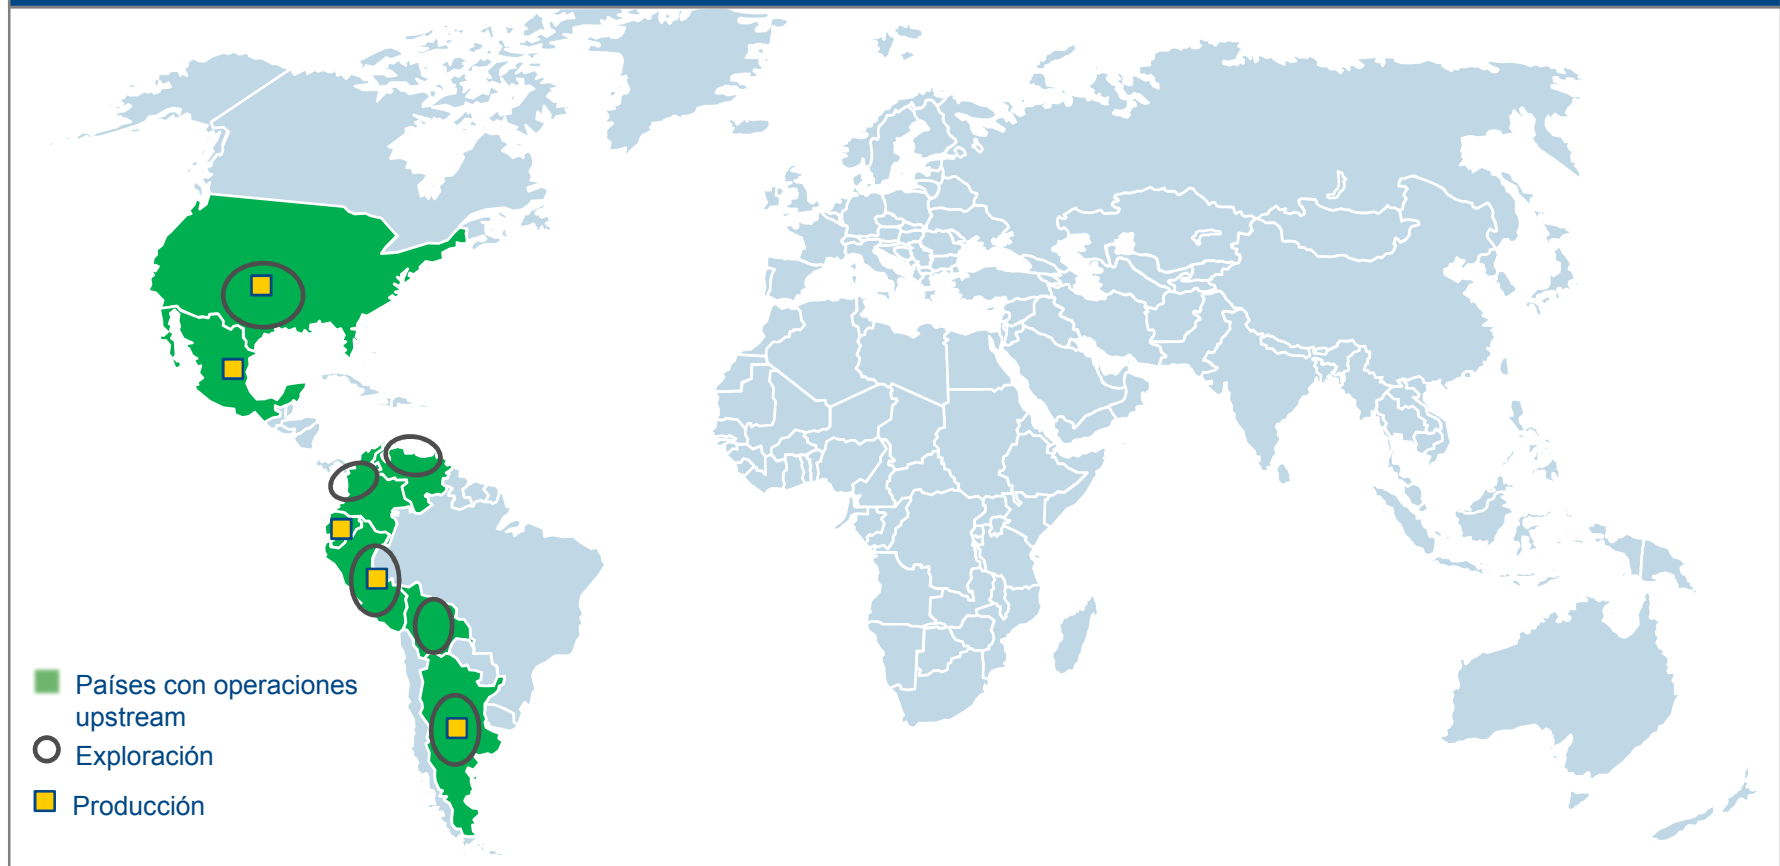 Países con operaciones
upstream
Exploración
Producción